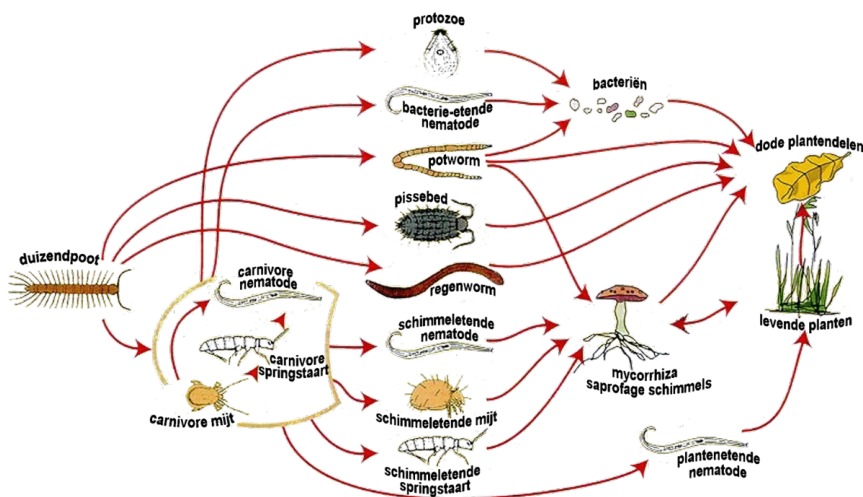 protozoe
bacteriën
bacterie-etende
nematode
dode plantendelen
potworm
pissebed
duizendpoot
carnivore
nematode
regenworm
schimmeletende
nematode
levende planten
carnivore
springstaart
mycorrhiza
saprofage schimmels
carnivore mijt
schimmeletende mijt
plantenetende
nematode
schimmeletende
springstaart